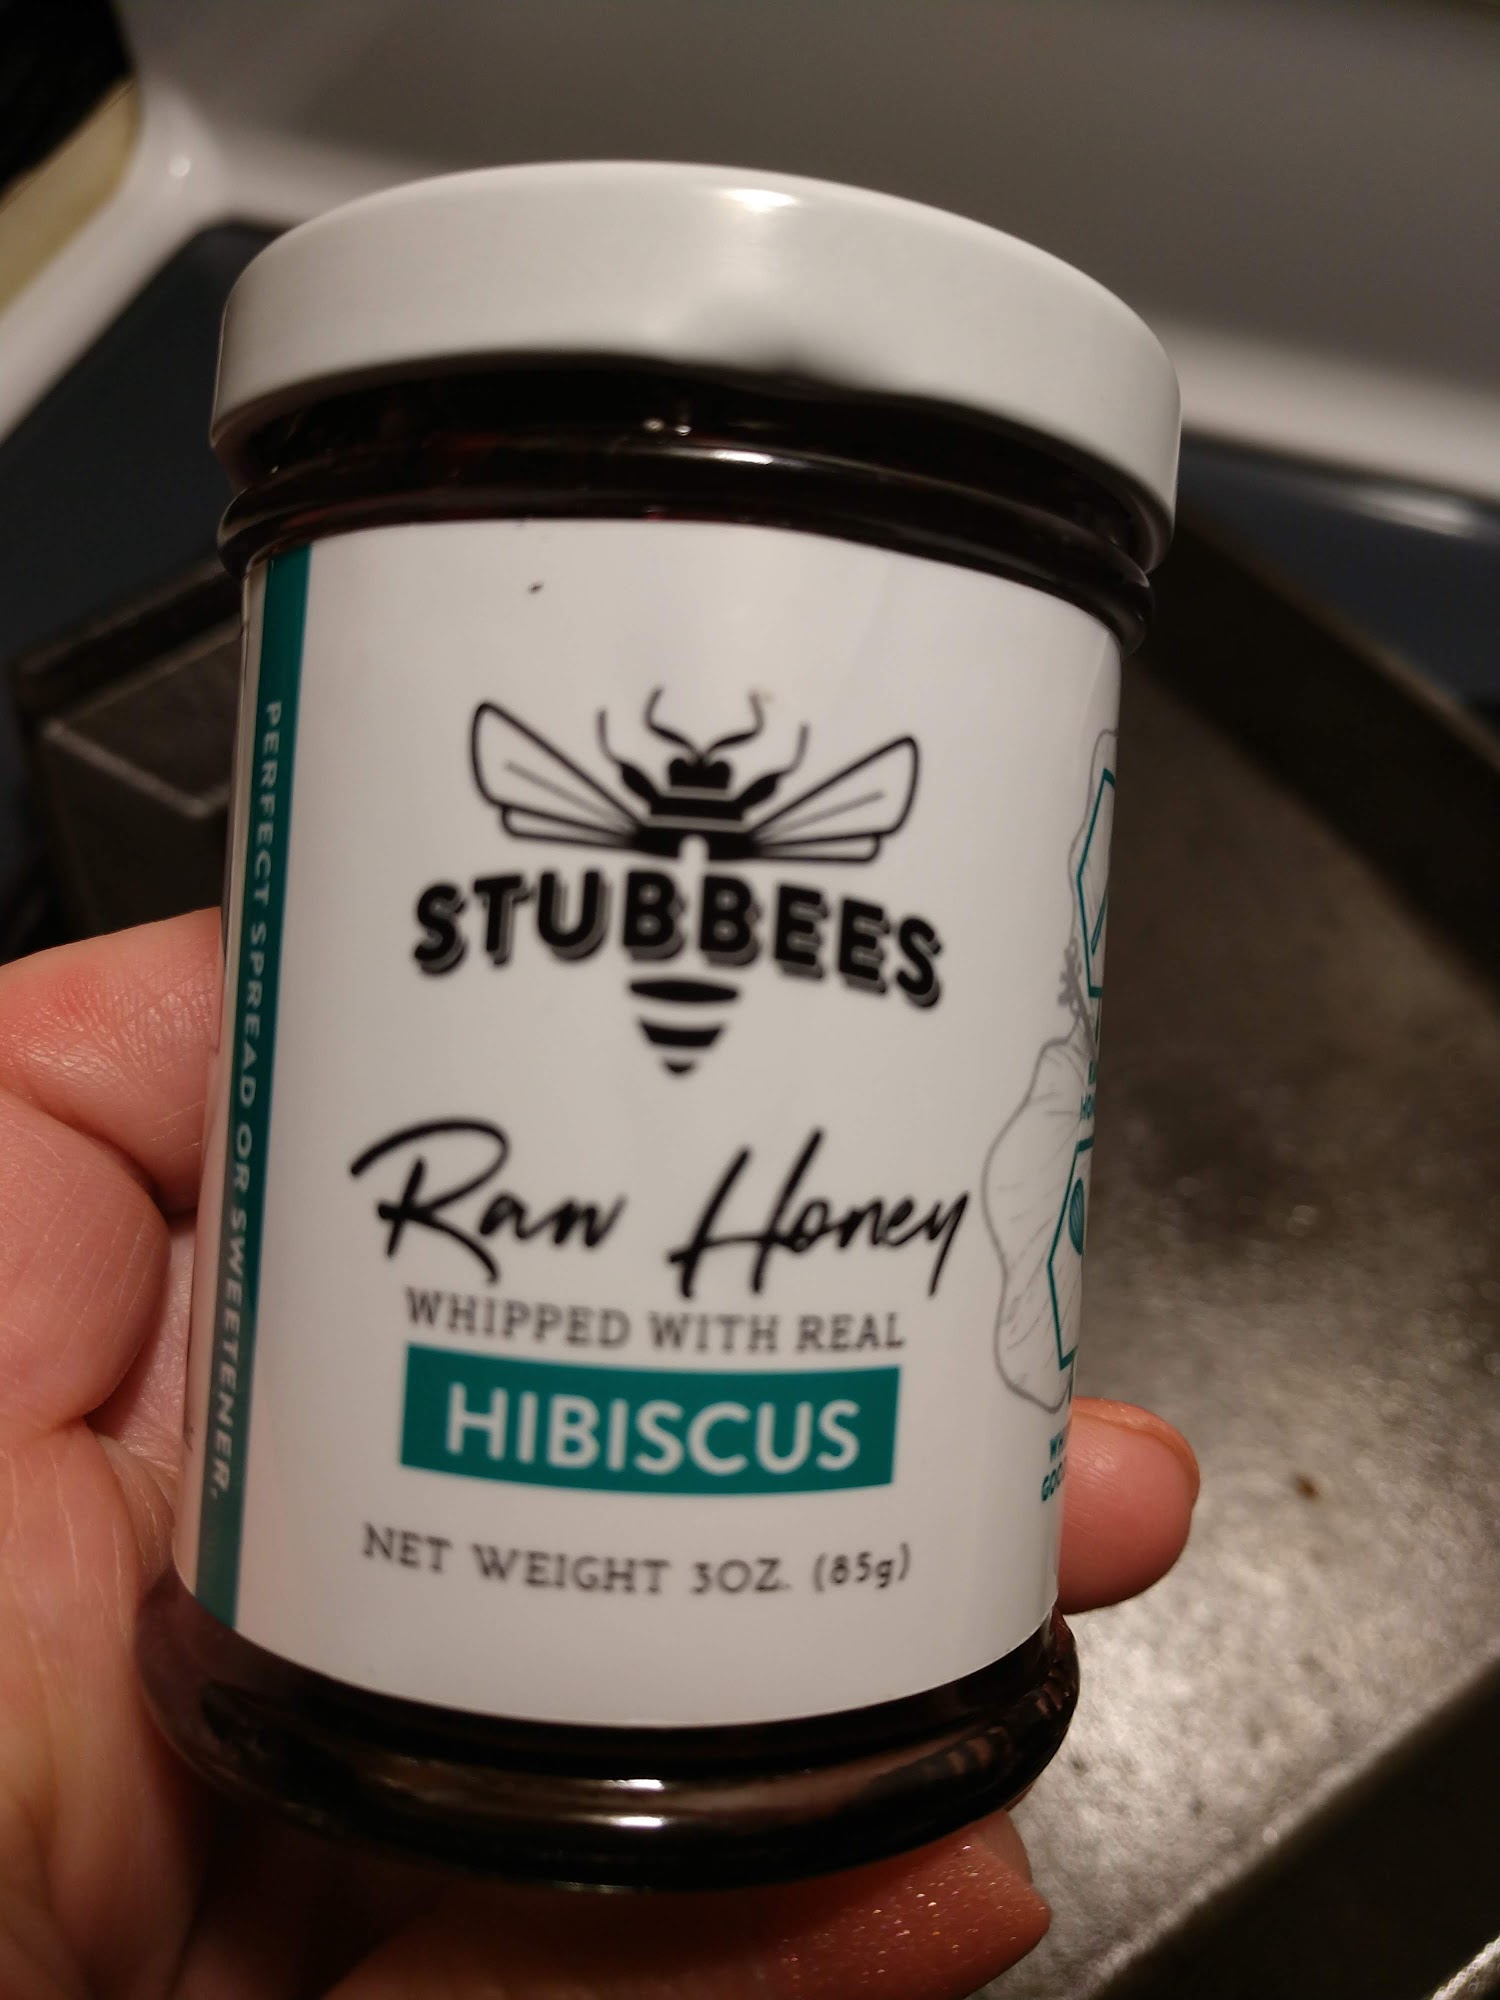 PERFECT SPREAD OR SWEETENER,
STUBBEES
Raw Honey
WHIPPED WITH REAL
HIBISCUS
NET WEIGHT 3OZ. (85g)